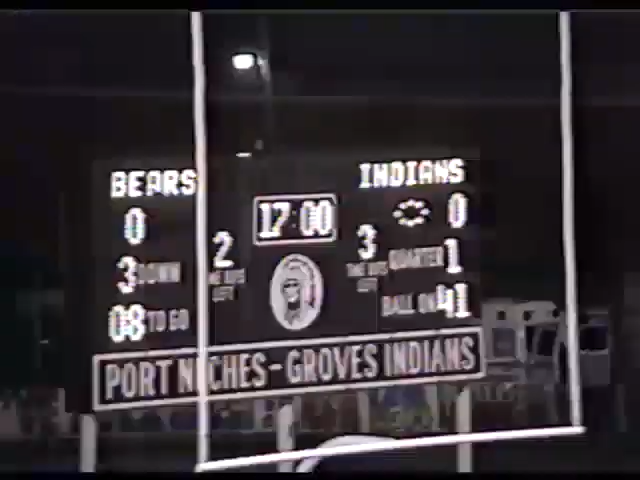 BEARS INDIANS
0 17:00 0
2 3
3 DOWN TIME OUTS LEFT TIME OUTS LEFT QUARTER 1
08 TO GO BALL ON 41
PORT NECHES-GROVES INDIANS